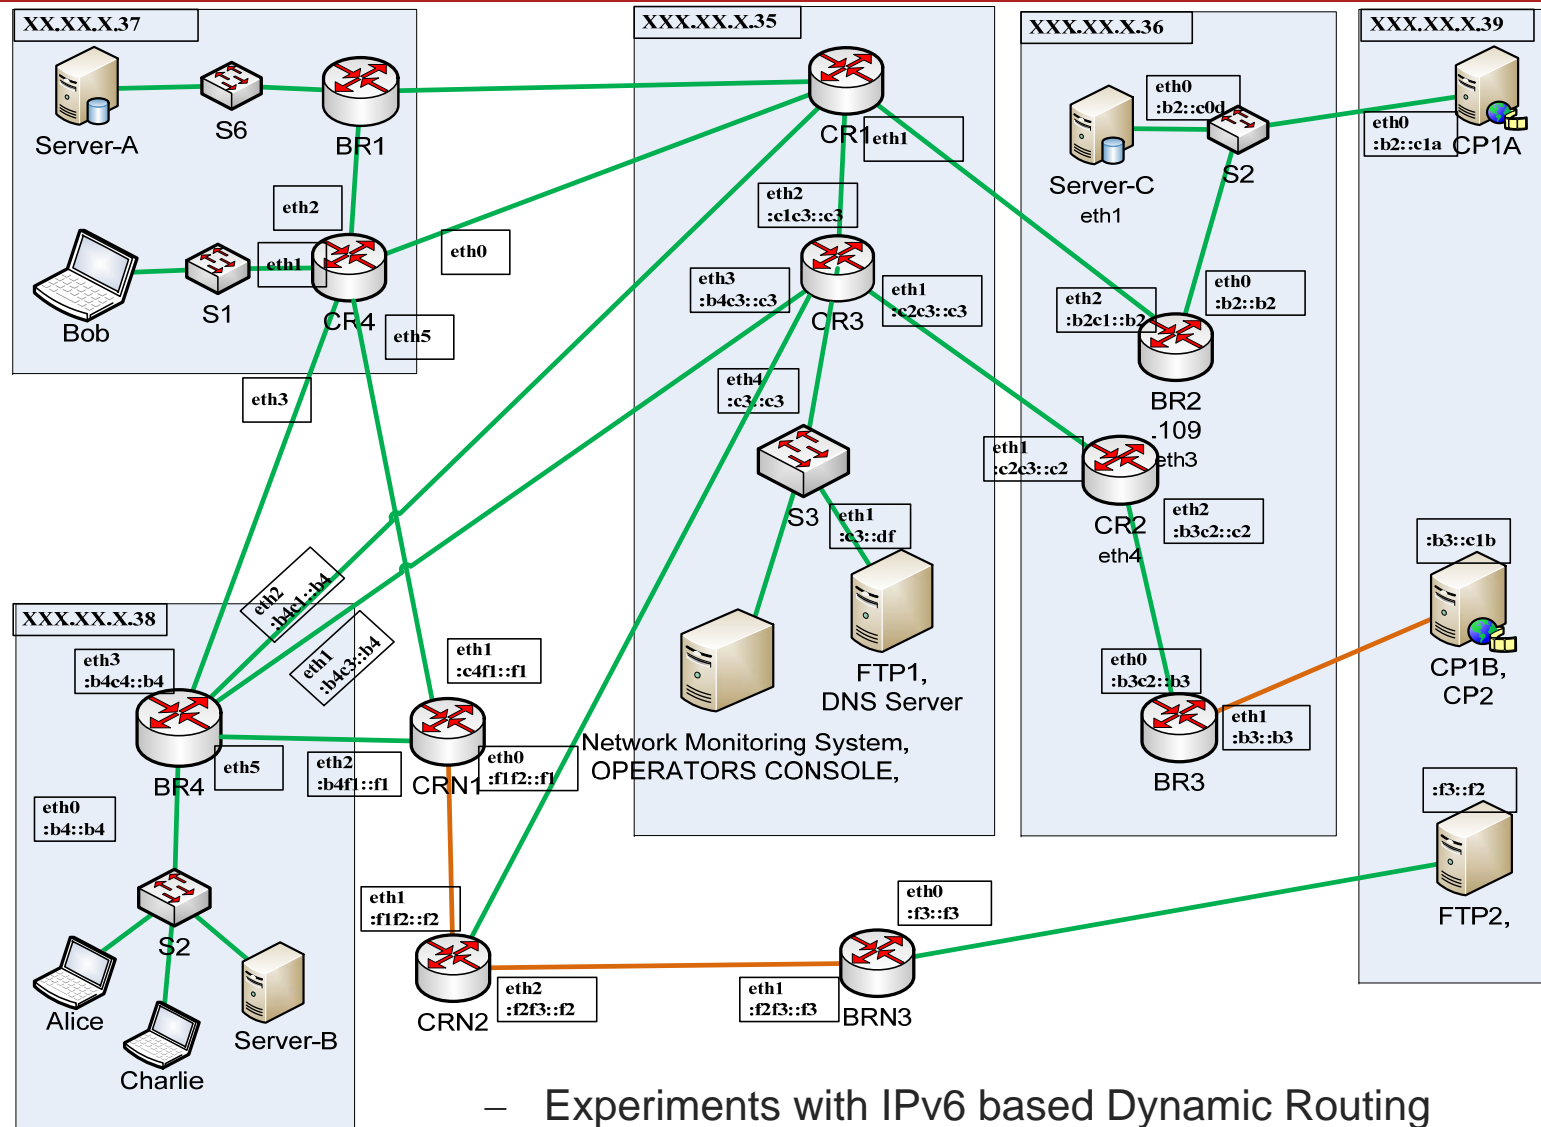 XX.XX.X.37
Server-A
S6
BR1
eth2
eth1
eth0
Bob
S1
CR4
eth5
eth3
XXX.XX.X.35
CR1
eth1
eth2
:c1c3::c3
eth3
:b4c3::c3
CR3
eth1
:c2c3::c3
eth4
:c3::c3
S3
eth1
:c3::df
FTP1,
DNS Server
Network Monitoring System,
OPERATORS CONSOLE,
XXX.XX.X.36
eth0
:b2::c0d
Server-C
eth1
S2
eth2
:b2c1::b2
eth0
:b2::b2
BR2
.109
eth3
eth1
:c2c3::c2
CR2
eth4
eth2
:b3c2::c2
eth0
:b3c2::b3
eth1
:b3::b3
BR3
XXX.XX.X.39
eth0
:b2::c1a
CP1A
:b3::c1b
CP1B,
CP2
:f3::f2
FTP2,
XXX.XX.X.38
eth2
:b4c1::b4
eth1
:b4c3::b4
eth3
:b4c4::b4
BR4
eth5
eth0
:b4::b4
S2
Alice
Charlie
Server-B
eth1
:c4f1::f1
eth2
:b4f1::f1
CRN1
eth0
:f1f2::f1
eth1
:f1f2::f2
CRN2
eth2
:f2f3::f2
eth1
:f2f3::f3
eth0
:f3::f3
BRN3
– Experiments with IPv6 based Dynamic Routing